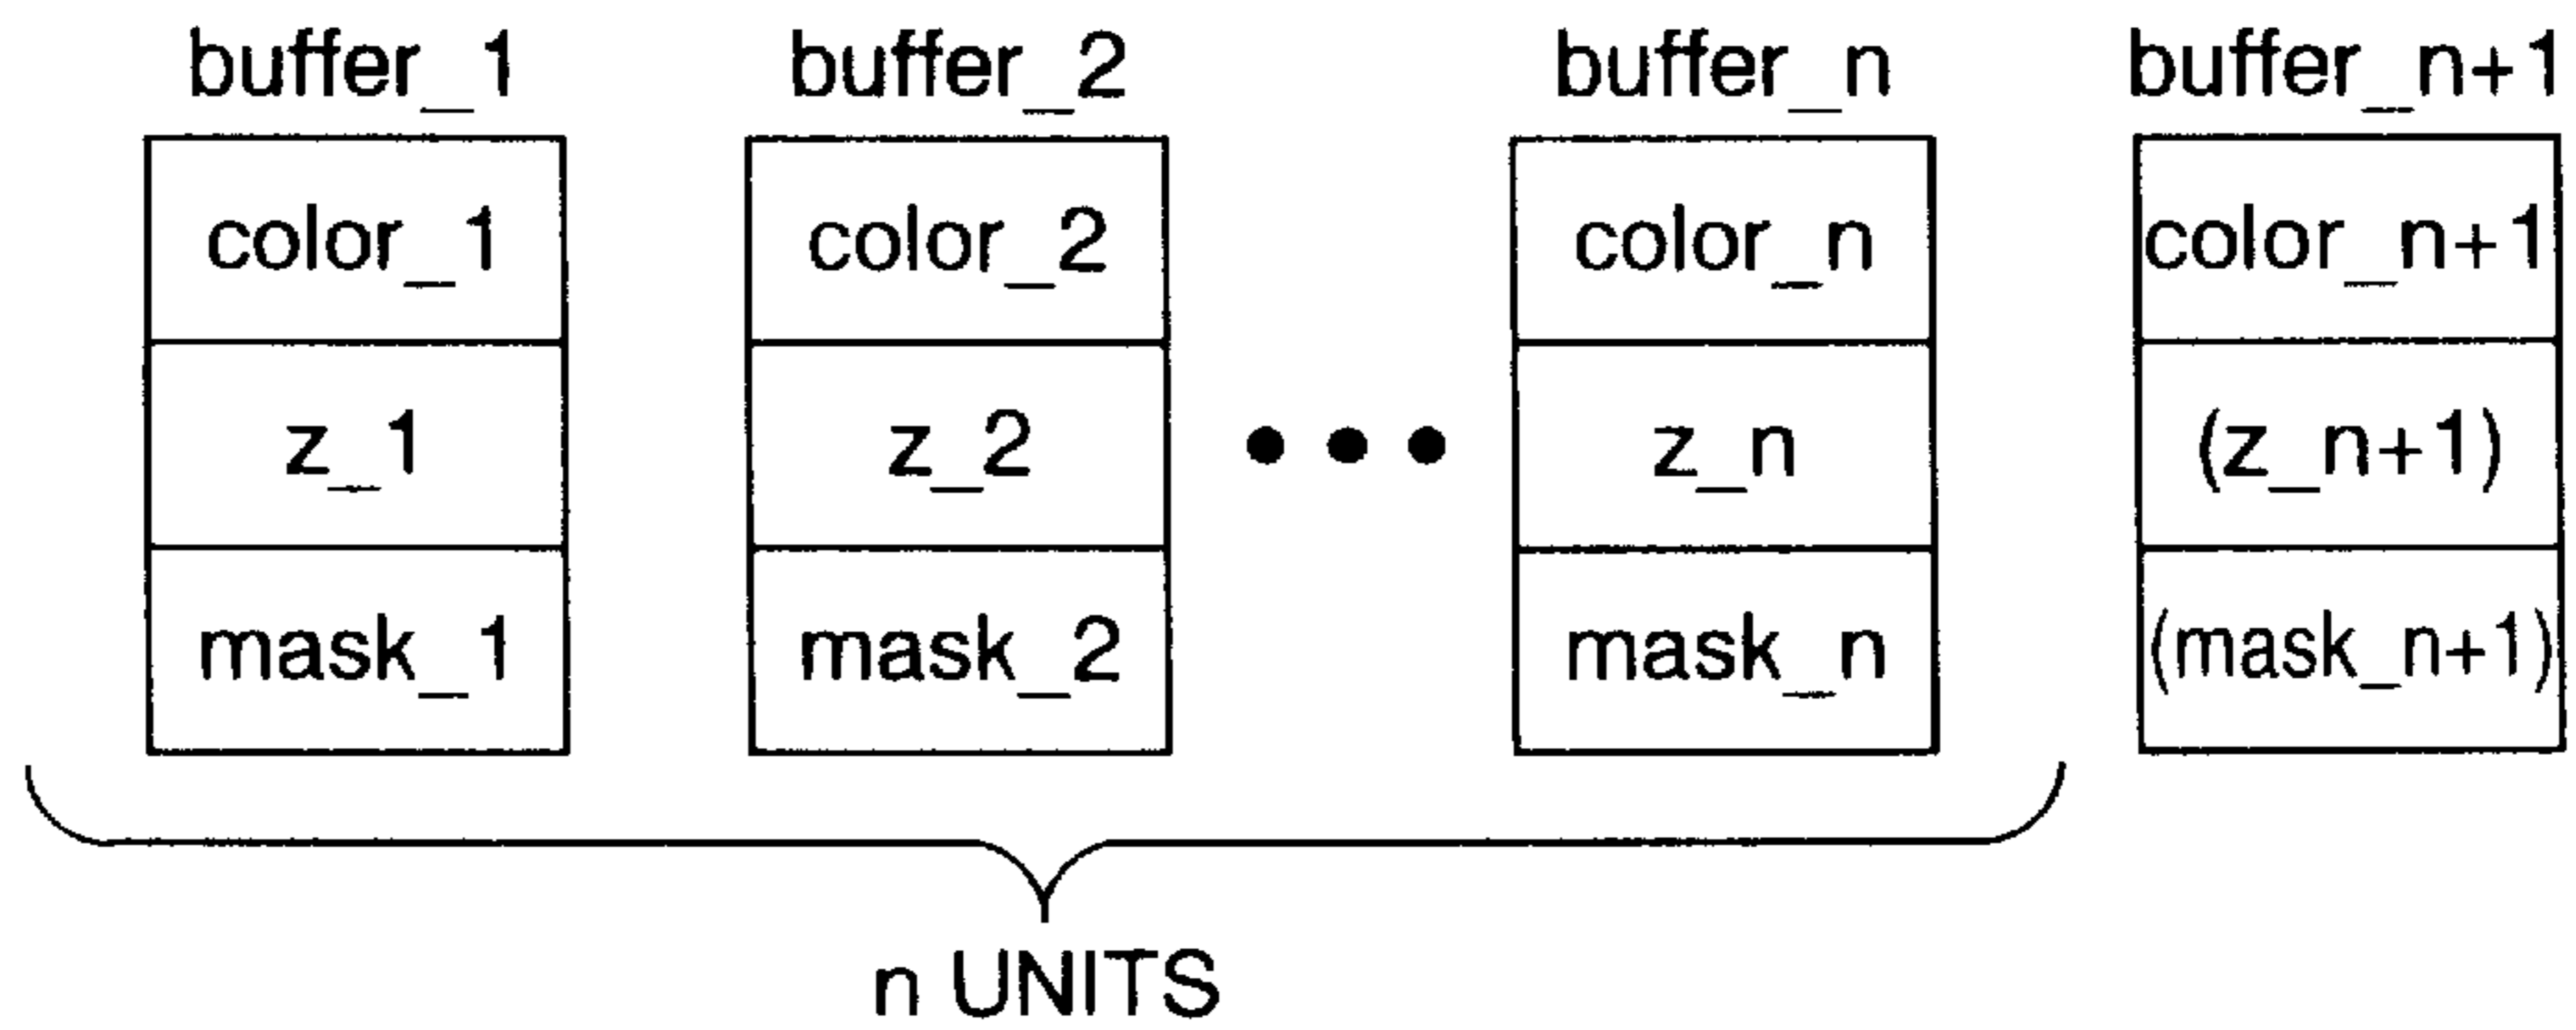 buffer_1 buffer_2 buffer_n buffer_n+1
color_1 color_2 color_n color_n+1
z_1 z_2 z_n (z_n+1)
mask_1 mask_2 mask_n (mask_n+1)
n UNITS